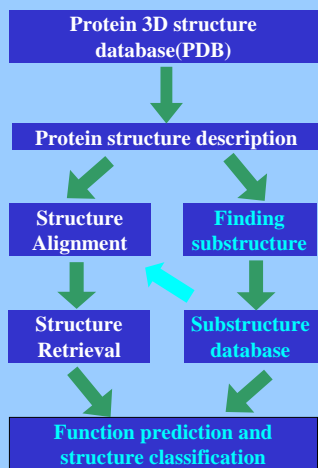 Protein 3D structure
database(PDB)
Protein structure description
Structure
Alignment
Finding
substructure
Structure
Retrieval
Substructure
database
Function prediction and
structure classification